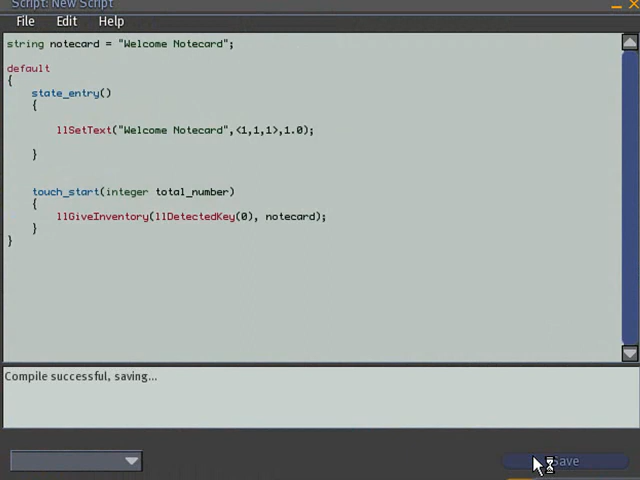 Script: New Script
File Edit Help
string notecard = "Welcome Notecard";
default
{
state_entry()
{
llSetText("Welcome Notecard",<1,1,1>,1.0);
}
touch_start(integer total_number)
{
llGiveInventory(llDetectedKey(0), notecard);
}
}
Compile successful, saving...
Save